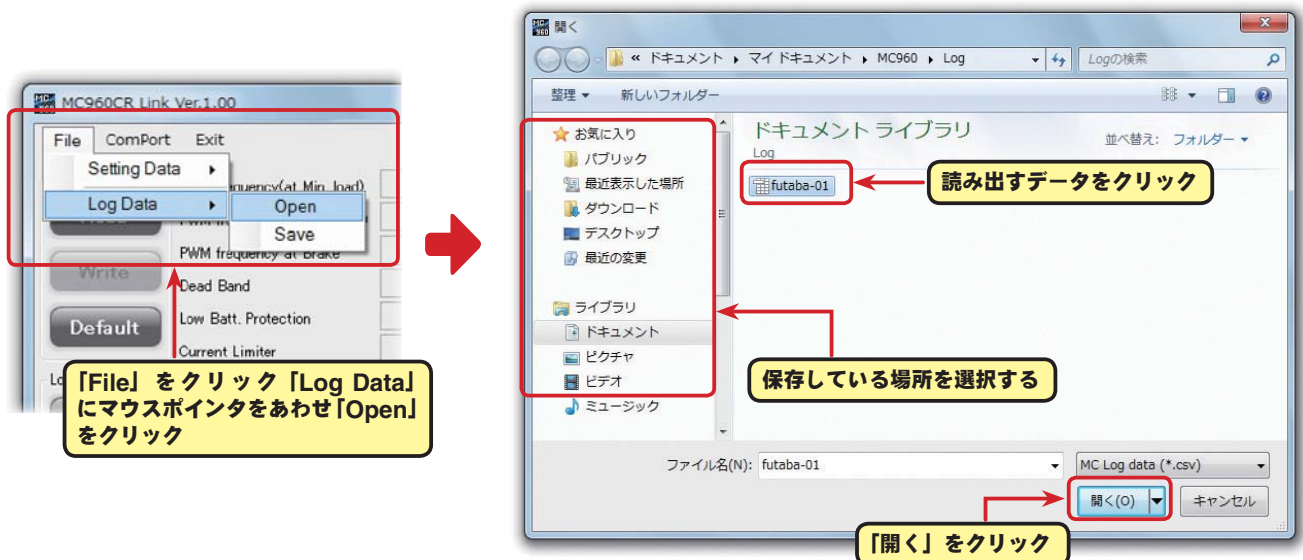 MC960CR Link Ver.1.00
File ComPort Exit
Setting Data
Log Data
Open
Save
quency(at Min. load)
PWM frequency at Brake
Write
Dead Band
Default
Low Batt. Protection
Current Limiter
「File」をクリック「Log Data」
にマウスポインタをあわせ「Open」
をクリック
MC 960 開く
« ドキュメント ▸ マイ ドキュメント ▸ MC960 ▸ Log
Logの検索
整理 ▼ 新しいフォルダー
お気に入り
パブリック
最近表示した場所
ダウンロード
デスクトップ
最近の変更
ライブラリ
ドキュメント
ピクチャ
ビデオ
ミュージック
ドキュメント ライブラリ
Log
並べ替え: フォルダー ▼
futaba-01
読み出すデータをクリック
保存している場所を選択する
ファイル名(N): futaba-01
MC Log data (*.csv)
開く(O)
キャンセル
「開く」をクリック